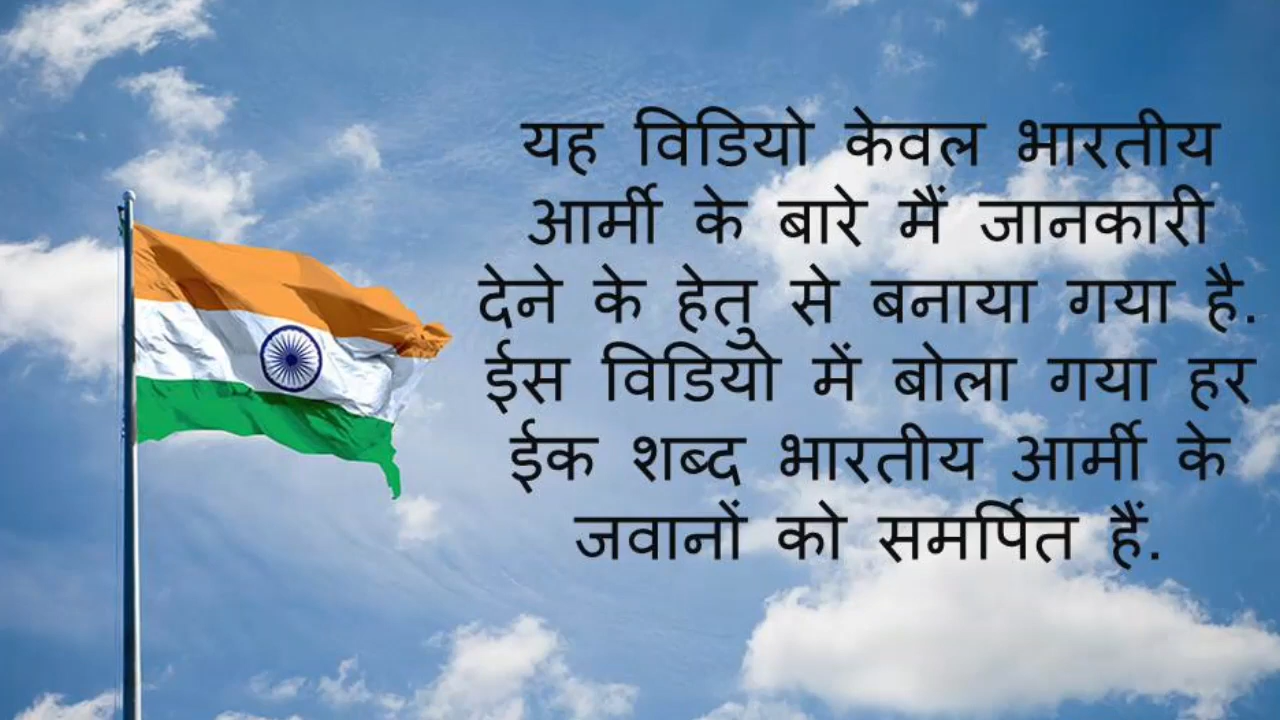 यह विडियो केवल भारतीय
आर्मी के बारे मैं जानकारी
देने के हेतु से बनाया गया है.
ईस विडियो में बोला गया हर
ईक शब्द भारतीय आर्मी के
जवानों को समर्पित हैं.